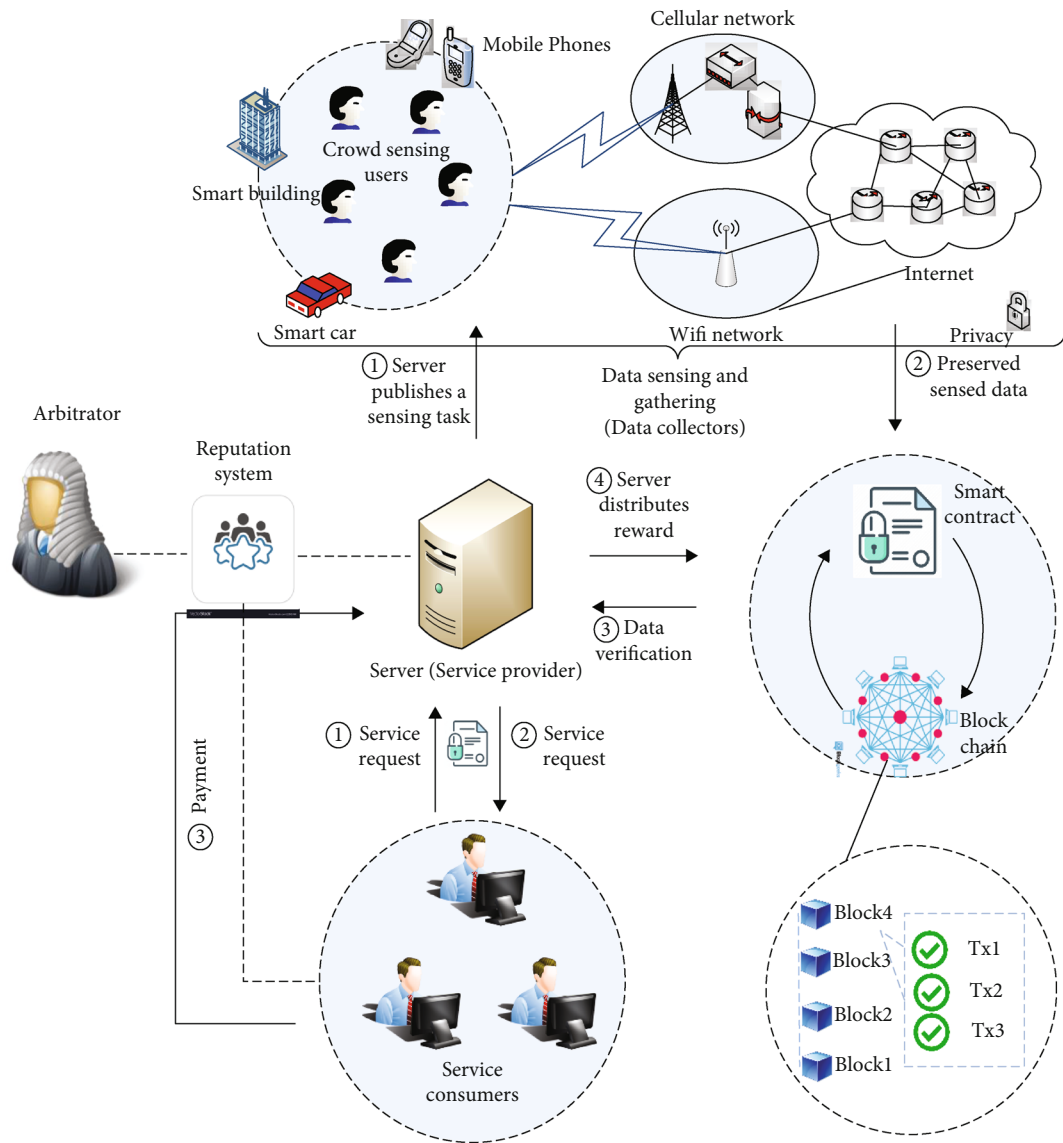 Cellular network
Mobile Phones
Crowd sensing
users
Smart building
Smart car
Internet
Wifi network
Privacy
① Server
publishes a
sensing task
Data sensing and
gathering
(Data collectors)
② Preserved
sensed data
Arbitrator
Reputation
system
④ Server
distributes
reward
Smart
contract
③ Data
verification
Server (Service provider)
Block
chain
① Service
request
② Service
request
③ Payment
Block4
Block3
Block2
Block1
Tx1
Tx2
Tx3
Service
consumers